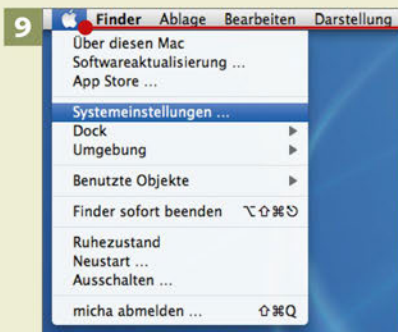 9
Finder Ablage Bearbeiten Darstellung
Über diesen Mac
Softwareaktualisierung ...
App Store ...
Systemeinstellungen ...
Dock
Umgebung
Benutzte Objekte
Finder sofort beenden ⌥⇧⌘⎋
Ruhezustand
Neustart ...
Ausschalten ...
micha abmelden ... ⇧⌘Q